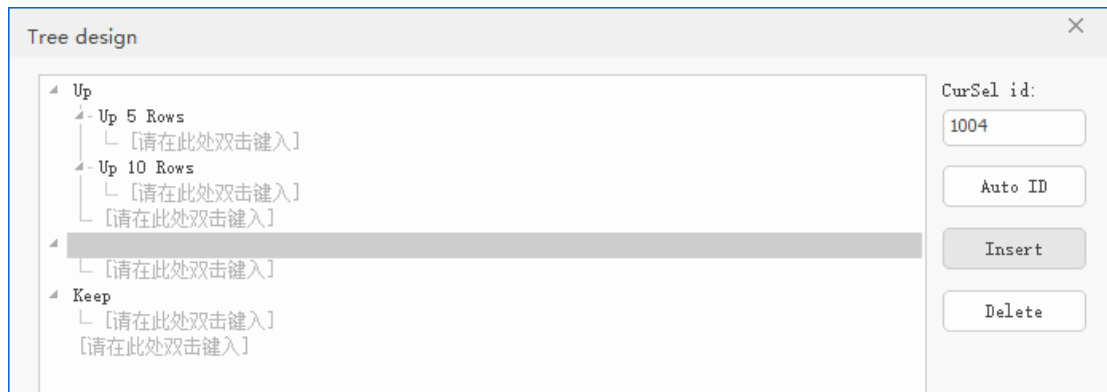 Tree design
Up
Up 5 Rows
[请在此处双击键入]
Up 10 Rows
[请在此处双击键入]
[请在此处双击键入]
[请在此处双击键入]
Keep
[请在此处双击键入]
[请在此处双击键入]
CurSel id:
1004
Auto ID
Insert
Delete